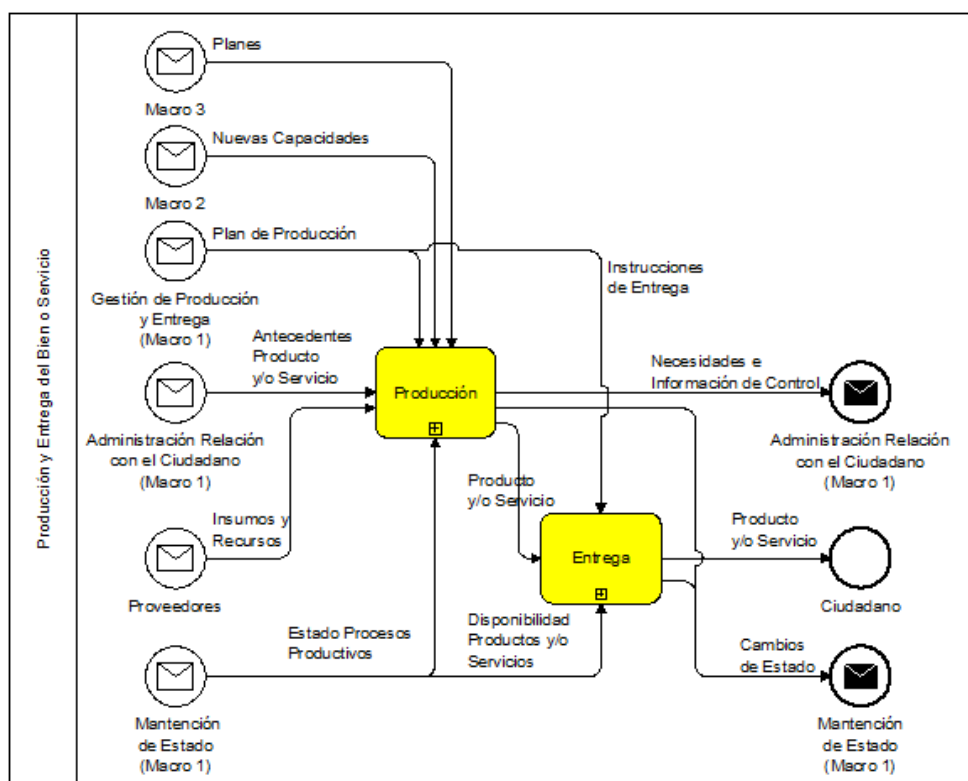 Producción y Entrega del Bien o Servicio
Planes
Macro 3
Nuevas Capacidades
Macro 2
Plan de Producción
Gestión de Producción
y Entrega
(Macro 1)
Instrucciones
de Entrega
Antecedentes
Producto
y/o Servicio
Administración Relación
con el Ciudadano
(Macro 1)
Producción
Necesidades e
Información de Control
Administración Relación
con el Ciudadano
(Macro 1)
Insumos y
Recursos
Proveedores
Producto
y/o Servicio
Entrega
Producto
y/o Servicio
Ciudadano
Estado Procesos
Productivos
Disponibilidad
Productos y/o
Servicios
Cambios
de Estado
Mantención
de Estado
(Macro 1)
Mantención
de Estado
(Macro 1)